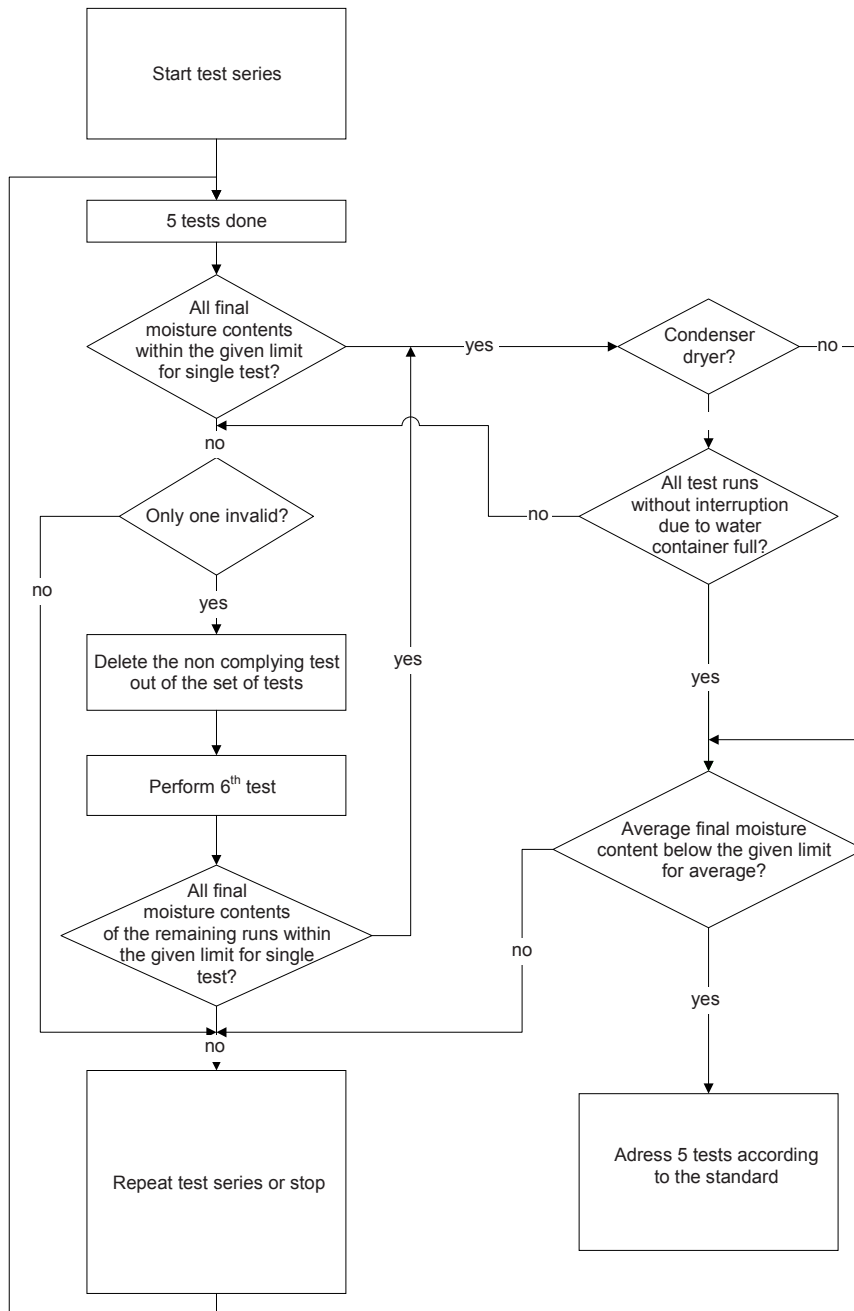 Start test series
5 tests done
All final
moisture contents
within the given limit
for single test?
yes
Condenser
dryer?
no
no
Only one invalid?
no
All test runs
without interruption
due to water
container full?
no
yes
Delete the non complying test
out of the set of tests
yes
yes
Perform 6th test
Average final moisture
content below the given limit
for average?
All final
moisture contents
of the remaining runs within
the given limit for single
test?
no
no
yes
Repeat test series or stop
Adress 5 tests according
to the standard